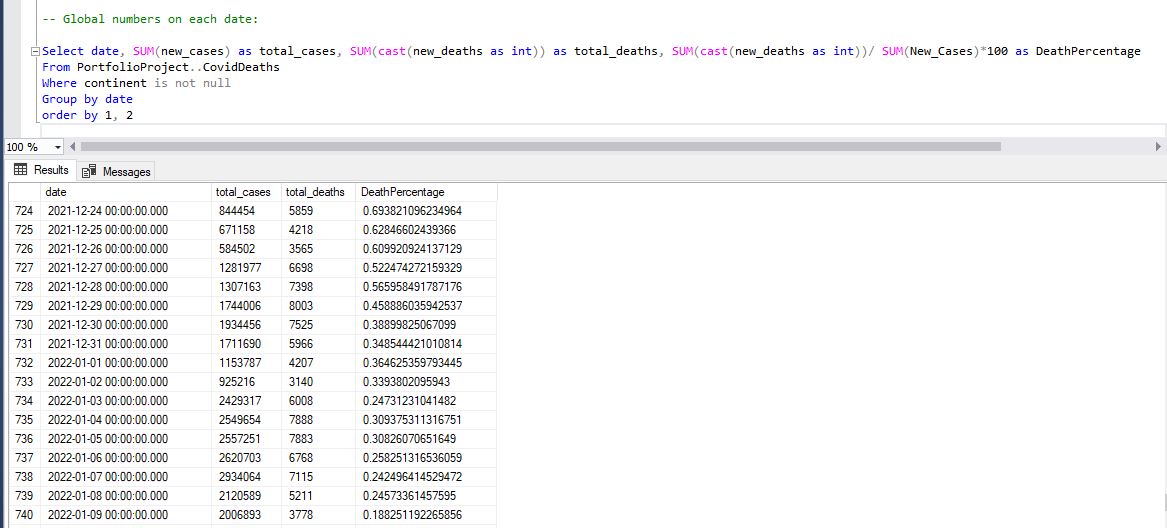 -- Global numbers on each date:
Select date, SUM(new_cases) as total_cases, SUM(cast(new_deaths as int)) as total_deaths, SUM(cast(new_deaths as int))/ SUM(New_Cases)*100 as DeathPercentage
From PortfolioProject..CovidDeaths
Where continent is not null
Group by date
order by 1, 2
100 %
Results Messages
date total_cases total_deaths DeathPercentage
724 2021-12-24 00:00:00.000 844454 5859 0.693821096234964
725 2021-12-25 00:00:00.000 671158 4218 0.62846602439366
726 2021-12-26 00:00:00.000 584502 3565 0.609920924137129
727 2021-12-27 00:00:00.000 1281977 6698 0.522474272159329
728 2021-12-28 00:00:00.000 1307163 7398 0.565958491787176
729 2021-12-29 00:00:00.000 1744006 8003 0.458886035942537
730 2021-12-30 00:00:00.000 1934456 7525 0.38899825067099
731 2021-12-31 00:00:00.000 1711690 5966 0.348544421010814
732 2022-01-01 00:00:00.000 1153787 4207 0.364625359793445
733 2022-01-02 00:00:00.000 925216 3140 0.3393802095943
734 2022-01-03 00:00:00.000 2429317 6008 0.24731231041482
735 2022-01-04 00:00:00.000 2549654 7888 0.309375311316751
736 2022-01-05 00:00:00.000 2557251 7883 0.30826070651649
737 2022-01-06 00:00:00.000 2620703 6768 0.258251316536059
738 2022-01-07 00:00:00.000 2934064 7115 0.242496414529472
739 2022-01-08 00:00:00.000 2120589 5211 0.24573361457595
740 2022-01-09 00:00:00.000 2006893 3778 0.188251192265856